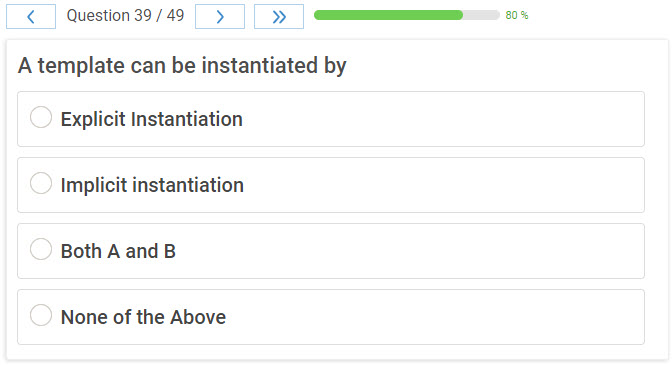 Question 39 / 49
80 %
A template can be instantiated by
Explicit Instantiation
Implicit instantiation
Both A and B
None of the Above